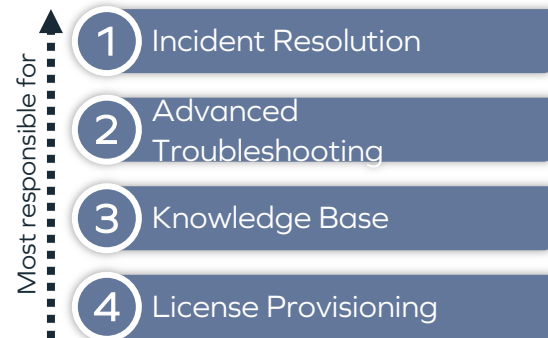 Most responsible for
1 Incident Resolution
2 Advanced
Troubleshooting
3 Knowledge Base
4 License Provisioning